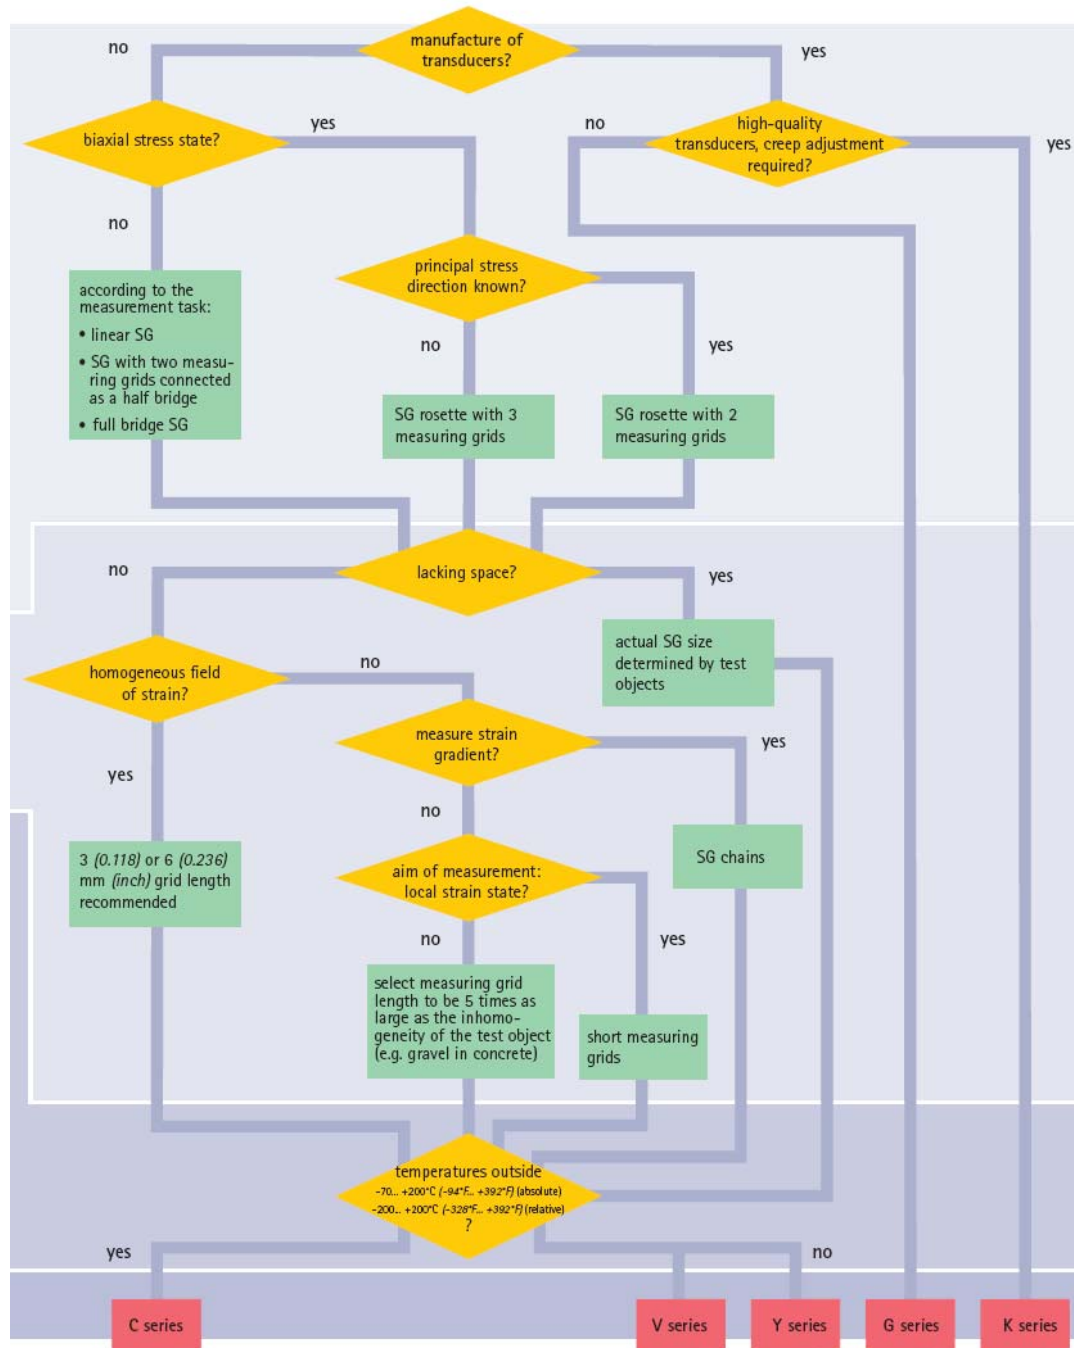 manufacture of
transducers?
no
yes
biaxial stress state?
yes
no
high-quality
transducers, creep adjustment
required?
yes
no
principal stress
direction known?
according to the
measurement task:
• linear SG
• SG with two measu-
ring grids connected
as a half bridge
• full bridge SG
no
yes
SG rosette with 3
measuring grids
SG rosette with 2
measuring grids
lacking space?
no
yes
actual SG size
determined by test
objects
homogeneous field
of strain?
no
yes
measure strain
gradient?
yes
no
3 (0.118) or 6 (0.236)
mm (inch) grid length
recommended
SG chains
aim of measurement:
local strain state?
no
yes
select measuring grid
length to be 5 times as
large as the inhomo-
geneity of the test object
(e.g. gravel in concrete)
short measuring
grids
temperatures outside
-70... +200°C (-94°F... +392°F) (absolute)
-200... +200°C (-328°F... +392°F) (relative)
?
yes
no
C series
V series
Y series
G series
K series